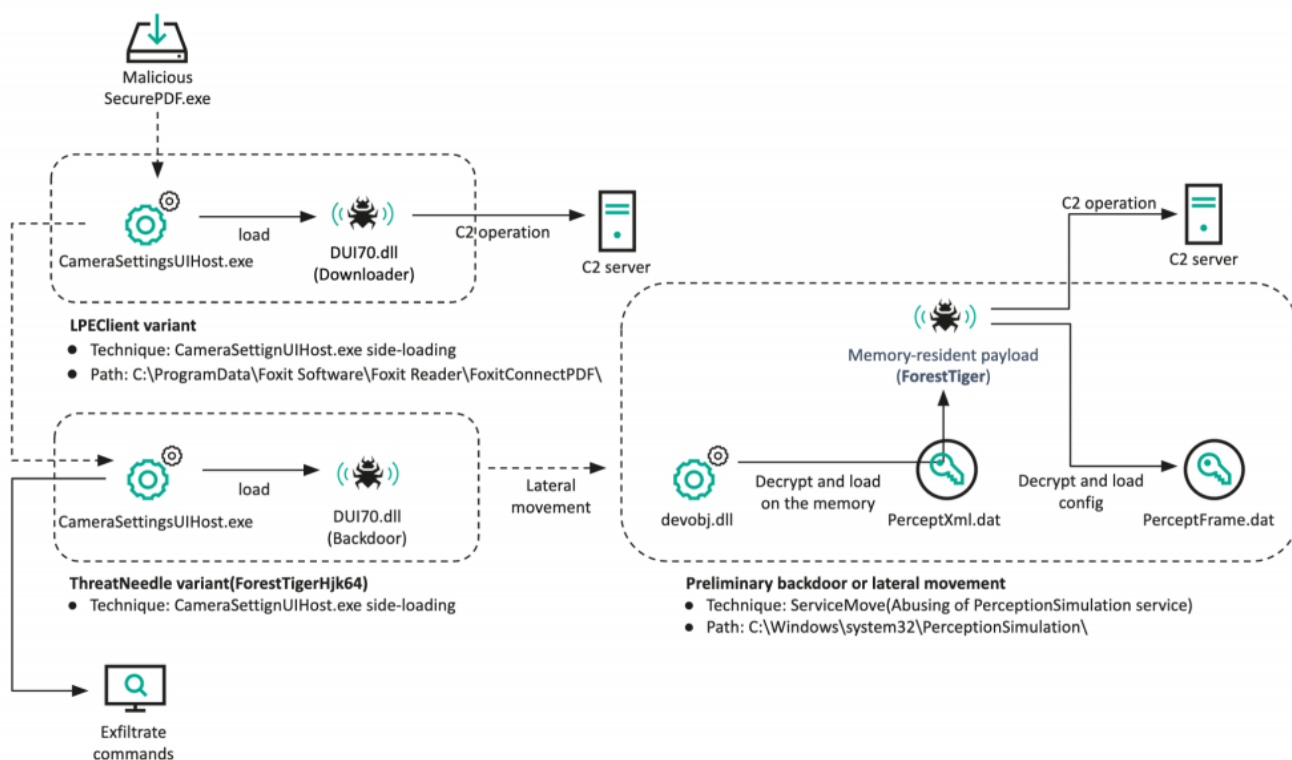 Malicious
SecurePDF.exe
CameraSettingsUIHost.exe
load
DUI70.dll
(Downloader)
C2 operation
C2 server
LPEClient variant
● Technique: CameraSettignUIHost.exe side-loading
● Path: C:\ProgramData\Foxit Software\Foxit Reader\FoxitConnectPDF\
CameraSettingsUIHost.exe
load
DUI70.dll
(Backdoor)
ThreatNeedle variant(ForestTigerHjk64)
● Technique: CameraSettignUIHost.exe side-loading
Exfiltrate
commands
Lateral
movement
C2 operation
C2 server
Memory-resident payload
(ForestTiger)
devobj.dll
Decrypt and load
on the memory
PerceptXml.dat
Decrypt and load
config
PerceptFrame.dat
Preliminary backdoor or lateral movement
● Technique: ServiceMove(Abusing of PerceptionSimulation service)
● Path: C:\Windows\system32\PerceptionSimulation\